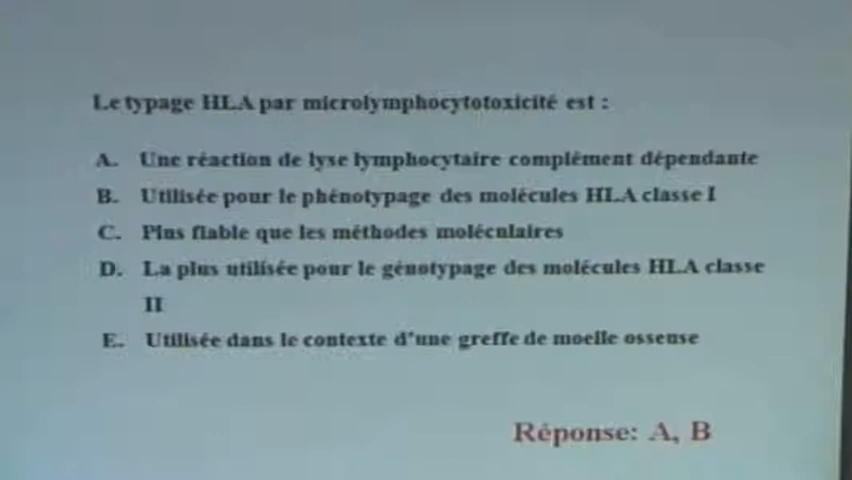 Le typage HLA par microlymphocytotoxicité est :
A. Une réaction de lyse lymphocytaire complément dépendante
B. Utilisée pour le phénotypage des molécules HLA classe I
C. Plus fiable que les méthodes moléculaires
D. La plus utilisée pour le génotypage des molécules HLA classe
II
E. Utilisée dans le contexte d'une greffe de moelle osseuse
Réponse: A, B